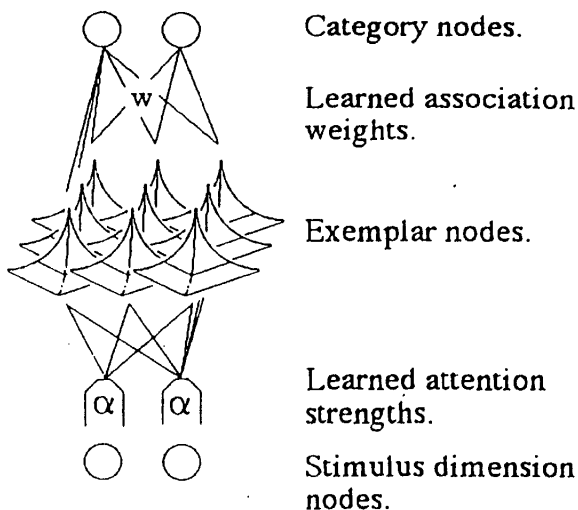 Category nodes.
w
Learned association
weights.
Exemplar nodes.
Learned attention
strengths.
α α
Stimulus dimension
nodes.